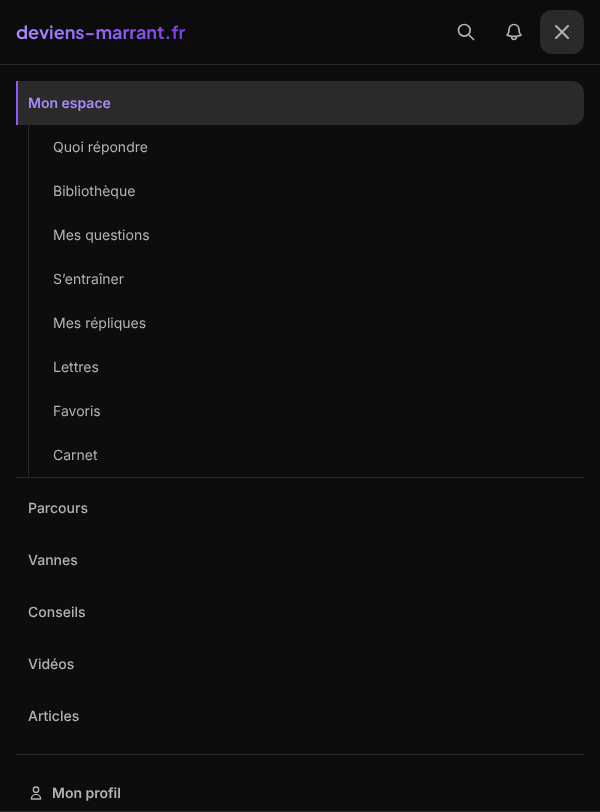 deviens-marrant.fr
Mon espace
Quoi répondre
Bibliothèque
Mes questions
S’entraîner
Mes répliques
Lettres
Favoris
Carnet
Parcours
Vannes
Conseils
Vidéos
Articles
Mon profil